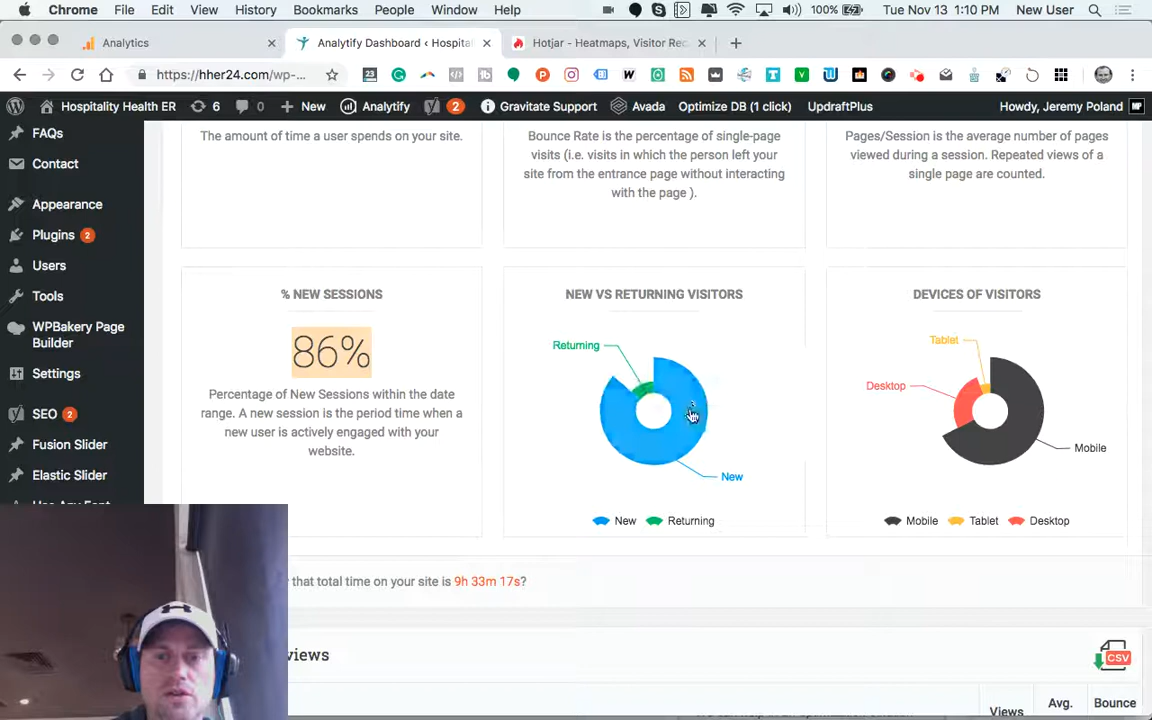 Chrome File Edit View History Bookmarks People Window Help 100% Tue Nov 13 1:10 PM New User
Analytics
Analytify Dashboard ‹ Hospita
Hotjar - Heatmaps, Visitor Rec
https://hher24.com/wp-...
Hospitality Health ER 6 New Analytify 2 Gravitate Support Avada Optimize DB (1 click) UpdraftPlus Howdy, Jeremy Poland
FAQs
Contact
Appearance
Plugins 2
Users
Tools
WPBakery Page
Builder
Settings
SEO 2
Fusion Slider
Elastic Slider
The amount of time a user spends on your site.
Bounce Rate is the percentage of single-page
visits (i.e. visits in which the person left your
site from the entrance page without interacting
with the page ).
Pages/Session is the average number of pages
viewed during a session. Repeated views of a
single page are counted.
% NEW SESSIONS
86%
Percentage of New Sessions within the date
range. A new session is the period time when a
new user is actively engaged with your
website.
NEW VS RETURNING VISITORS
Returning
New
New Returning
DEVICES OF VISITORS
Tablet
Desktop
Mobile
Mobile Tablet Desktop
that total time on your site is 9h 33m 17s?
views
CSV
Views
Avg.
Bounce